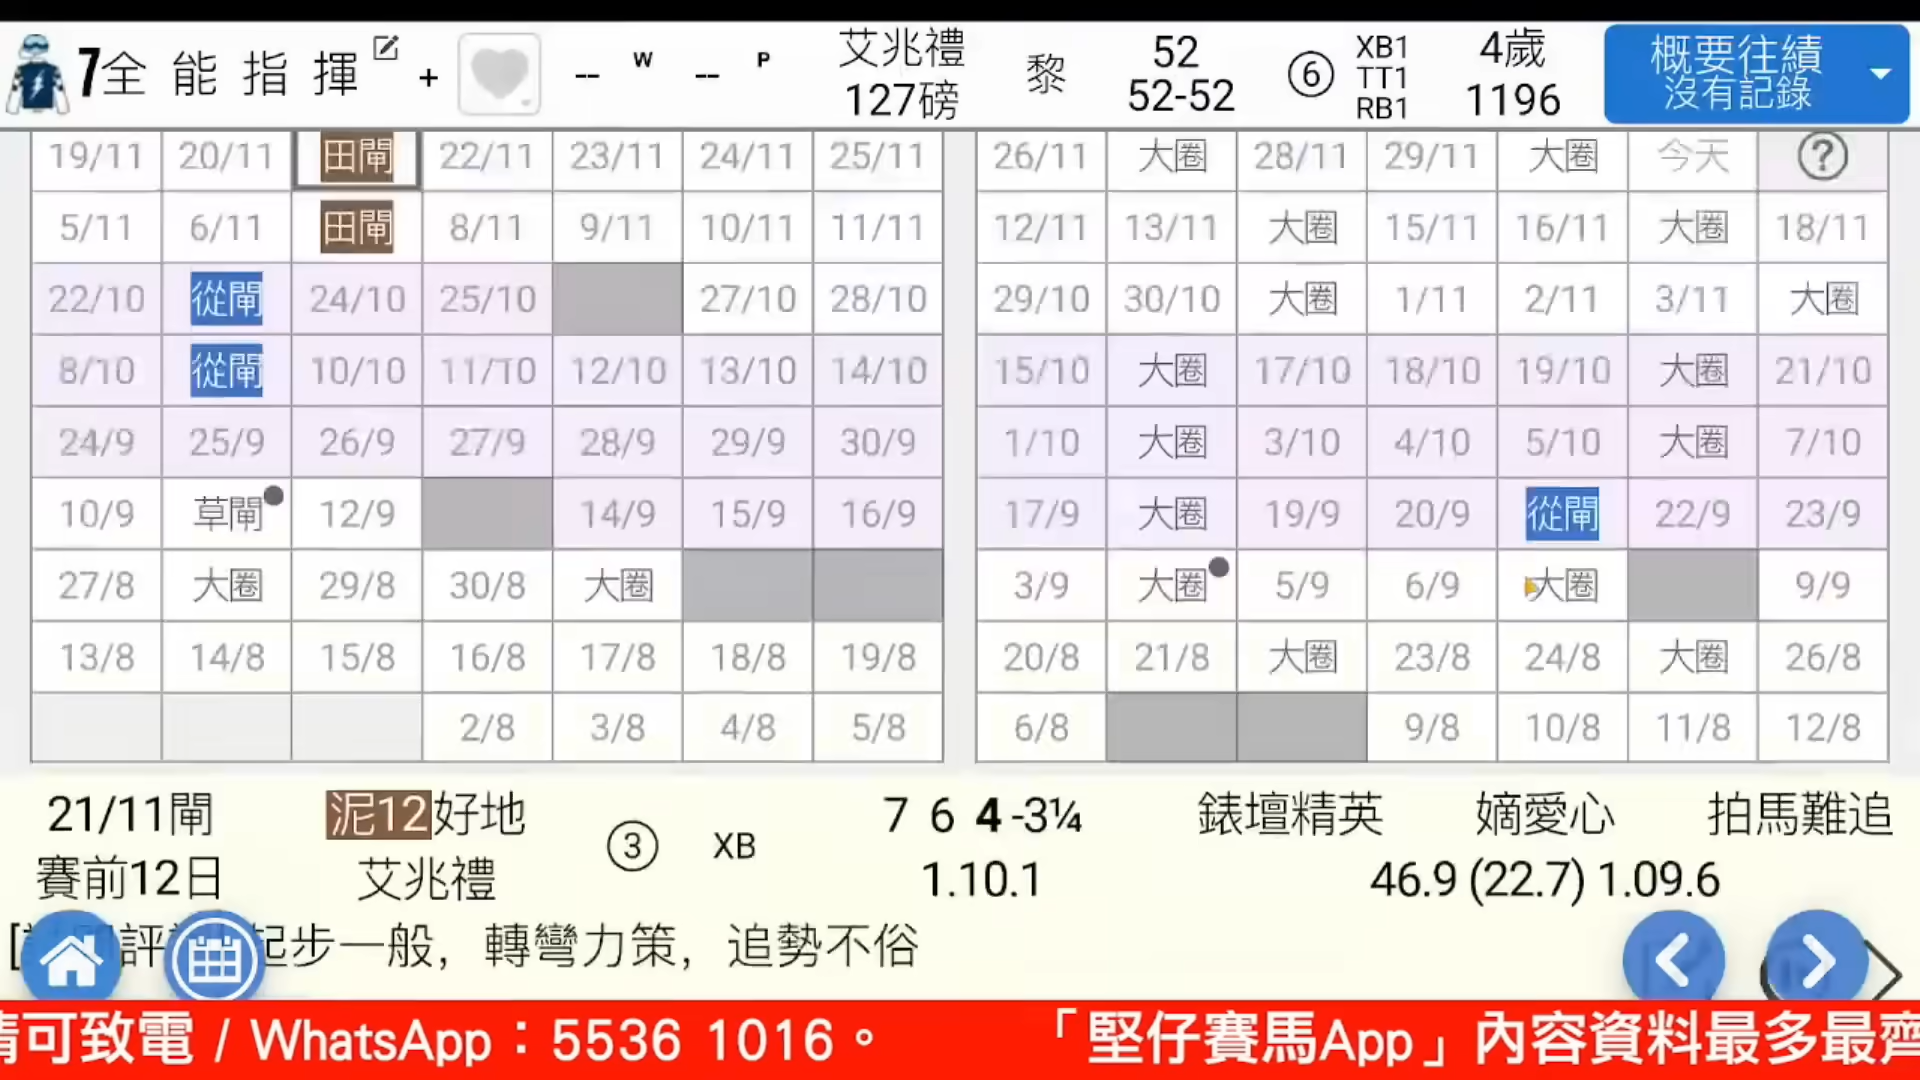 7全能指揮 + -- W -- P 艾兆禮 黎 52 ⑥ XB1 4歲 概要往績
127磅 52-52 TT1 1196 沒有記錄
RB1
19/11 20/11 田閘 22/11 23/11 24/11 25/11 26/11 大圈 28/11 29/11 大圈 今天 ?
5/11 6/11 田閘 8/11 9/11 10/11 11/11 12/11 13/11 大圈 15/11 16/11 大圈 18/11
22/10 從閘 24/10 25/10 27/10 28/10 29/10 30/10 大圈 1/11 2/11 3/11 大圈
8/10 從閘 10/10 11/10 12/10 13/10 14/10 15/10 大圈 17/10 18/10 19/10 大圈 21/10
24/9 25/9 26/9 27/9 28/9 29/9 30/9 1/10 大圈 3/10 4/10 5/10 大圈 7/10
10/9 草閘 12/9 14/9 15/9 16/9 17/9 大圈 19/9 20/9 從閘 22/9 23/9
27/8 大圈 29/8 30/8 大圈 3/9 大圈 5/9 6/9 大圈 9/9
13/8 14/8 15/8 16/8 17/8 18/8 19/8 20/8 21/8 大圈 23/8 24/8 大圈 26/8
2/8 3/8 4/8 5/8 6/8 9/8 10/8 11/8 12/8
21/11閘 泥12好地 ③ XB 7 6 4-3¼ 錶壇精英 嫡愛心 拍馬難追
賽前12日 艾兆禮 1.10.1 46.9 (22.7) 1.09.6
評 起步一般，轉彎力策，追勢不俗
可致電 / WhatsApp：5536 1016。 「堅仔賽馬App」內容資料最多最齊